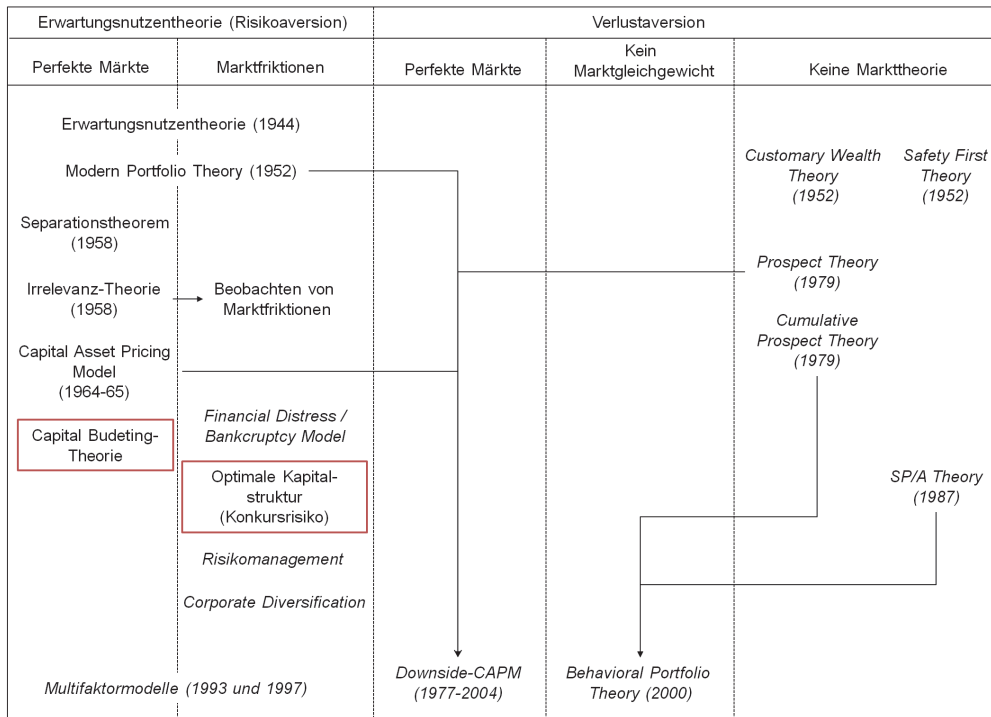 Erwartungsnutzentheorie (Risikoaversion)
Verlustaversion
Perfekte Märkte
Marktfriktionen
Perfekte Märkte
Kein
Marktgleichgewicht
Keine Markttheorie
Erwartungsnutzentheorie (1944)
Modern Portfolio Theory (1952)
Customary Wealth
Theory
(1952)
Safety First
Theory
(1952)
Separationstheorem
(1958)
Prospect Theory
(1979)
Irrelevanz-Theorie
(1958)
Beobachten von
Marktfriktionen
Cumulative
Prospect Theory
(1979)
Capital Asset Pricing
Model
(1964-65)
Financial Distress /
Bankcruptcy Model
Capital Budeting-
Theorie
Optimale Kapital-
struktur
(Konkursrisiko)
SP/A Theory
(1987)
Risikomanagement
Corporate Diversification
Multifaktormodelle (1993 und 1997)
Downside-CAPM
(1977-2004)
Behavioral Portfolio
Theory (2000)